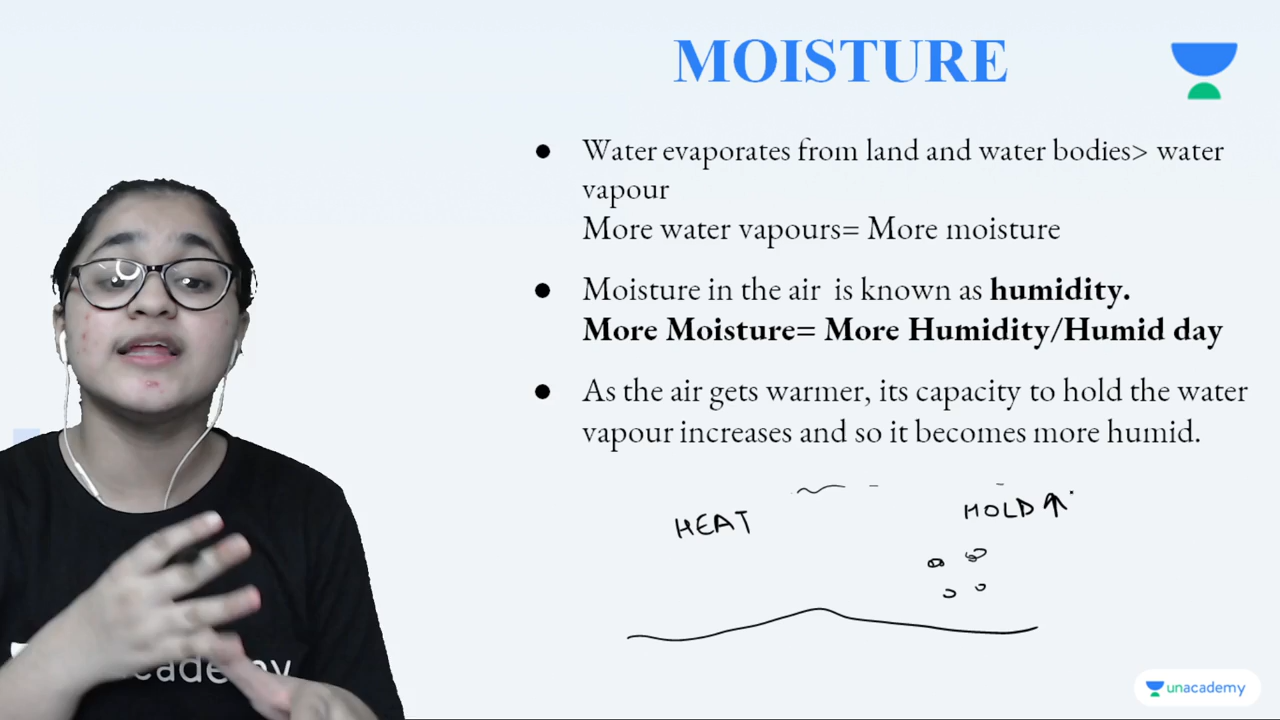 MOISTURE
● Water evaporates from land and water bodies> water
vapour
More water vapours= More moisture
● Moisture in the air is known as humidity.
More Moisture= More Humidity/Humid day
● As the air gets warmer, its capacity to hold the water
vapour increases and so it becomes more humid.
HEAT
HOLD ↑
unacademy